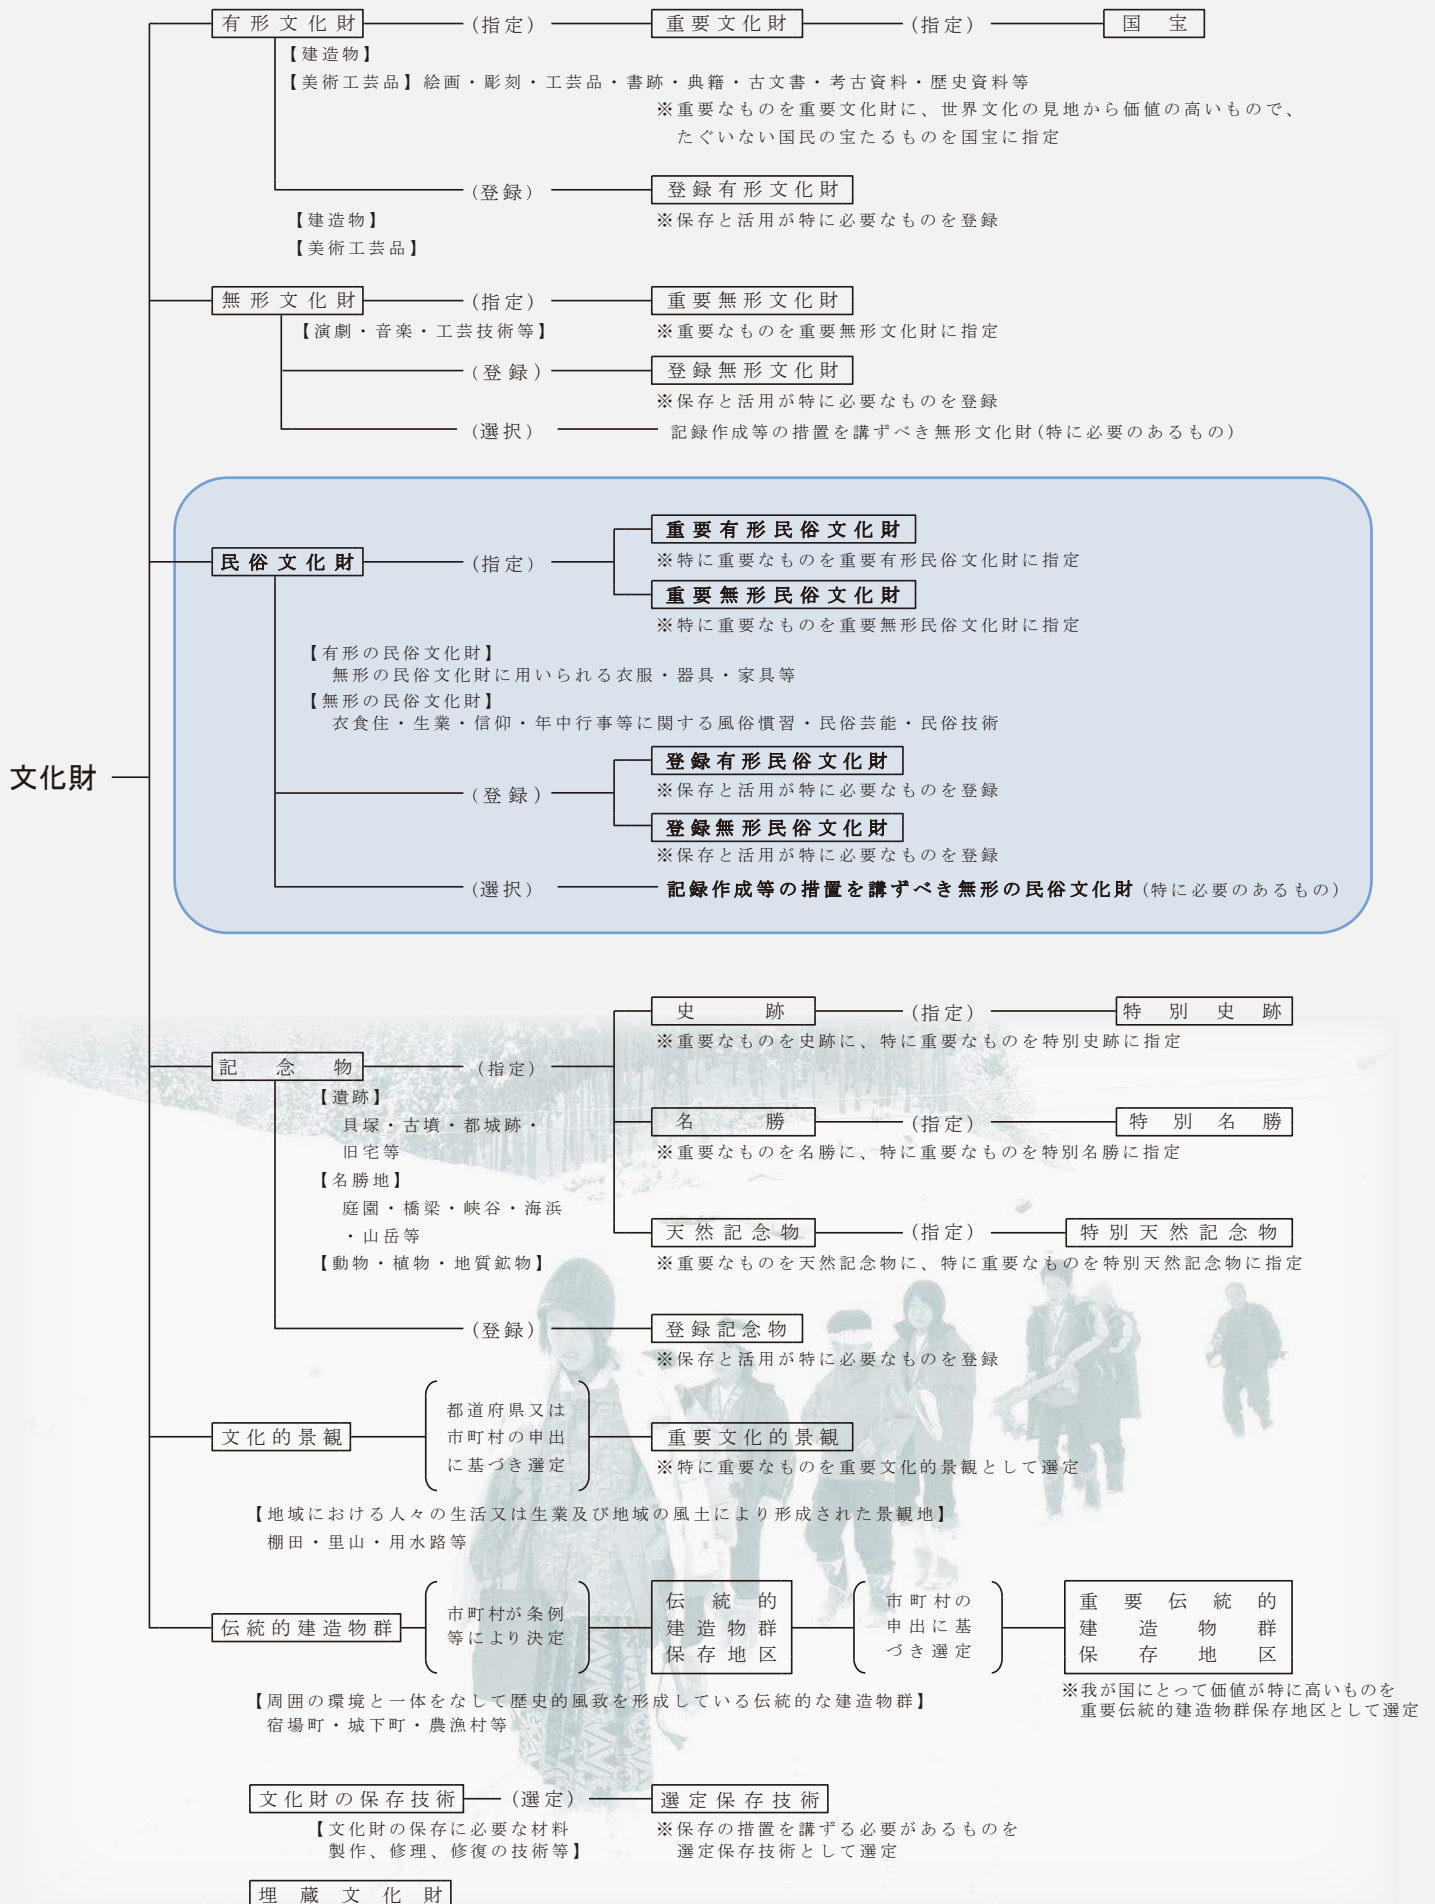 有形文化財 (指定) 重要文化財 (指定) 国宝
【建造物】
【美術工芸品】絵画・彫刻・工芸品・書跡・典籍・古文書・考古資料・歴史資料等
※重要なものを重要文化財に、世界文化の見地から価値の高いもので、
たぐいない国民の宝たるものを国宝に指定
(登録) 登録有形文化財
【建造物】 ※保存と活用が特に必要なものを登録
【美術工芸品】
無形文化財 (指定) 重要無形文化財
【演劇・音楽・工芸技術等】 ※重要なものを重要無形文化財に指定
(登録) 登録無形文化財
※保存と活用が特に必要なものを登録
(選択) 記録作成等の措置を講ずべき無形文化財(特に必要のあるもの)
重要有形民俗文化財
民俗文化財 (指定) ※特に重要なものを重要有形民俗文化財に指定
重要無形民俗文化財
※特に重要なものを重要無形民俗文化財に指定
【有形の民俗文化財】
無形の民俗文化財に用いられる衣服・器具・家具等
【無形の民俗文化財】
衣食住・生業・信仰・年中行事等に関する風俗慣習・民俗芸能・民俗技術
登録有形民俗文化財
文化財
(登録) ※保存と活用が特に必要なものを登録
登録無形民俗文化財
※保存と活用が特に必要なものを登録
(選択) 記録作成等の措置を講ずべき無形の民俗文化財(特に必要のあるもの)
史跡 (指定) 特別史跡
※重要なものを史跡に、特に重要なものを特別史跡に指定
記念物 (指定)
【遺跡】
貝塚・古墳・都城跡・
旧宅等
名勝 (指定) 特別名勝
※重要なものを名勝に、特に重要なものを特別名勝に指定
【名勝地】
庭園・橋梁・峡谷・海浜
・山岳等
天然記念物 (指定) 特別天然記念物
【動物・植物・地質鉱物】 ※重要なものを天然記念物に、特に重要なものを特別天然記念物に指定
(登録) 登録記念物
※保存と活用が特に必要なものを登録
文化的景観
都道府県又は
市町村の申出
に基づき選定
重要文化的景観
※特に重要なものを重要文化的景観として選定
【地域における人々の生活又は生業及び地域の風土により形成された景観地】
棚田・里山・用水路等
伝統的建造物群
市町村が条例
等により決定
伝統的
建造物群
保存地区
市町村の
申出に基
づき選定
重要伝統的
建造物群
保存地区
※我が国にとって価値が特に高いものを
重要伝統的建造物群保存地区として選定
【周囲の環境と一体をなして歴史的風致を形成している伝統的な建造物群】
宿場町・城下町・農漁村等
文化財の保存技術 (選定) 選定保存技術
【文化財の保存に必要な材料
製作、修理、修復の技術等】
※保存の措置を講ずる必要があるものを
選定保存技術として選定
埋蔵文化財